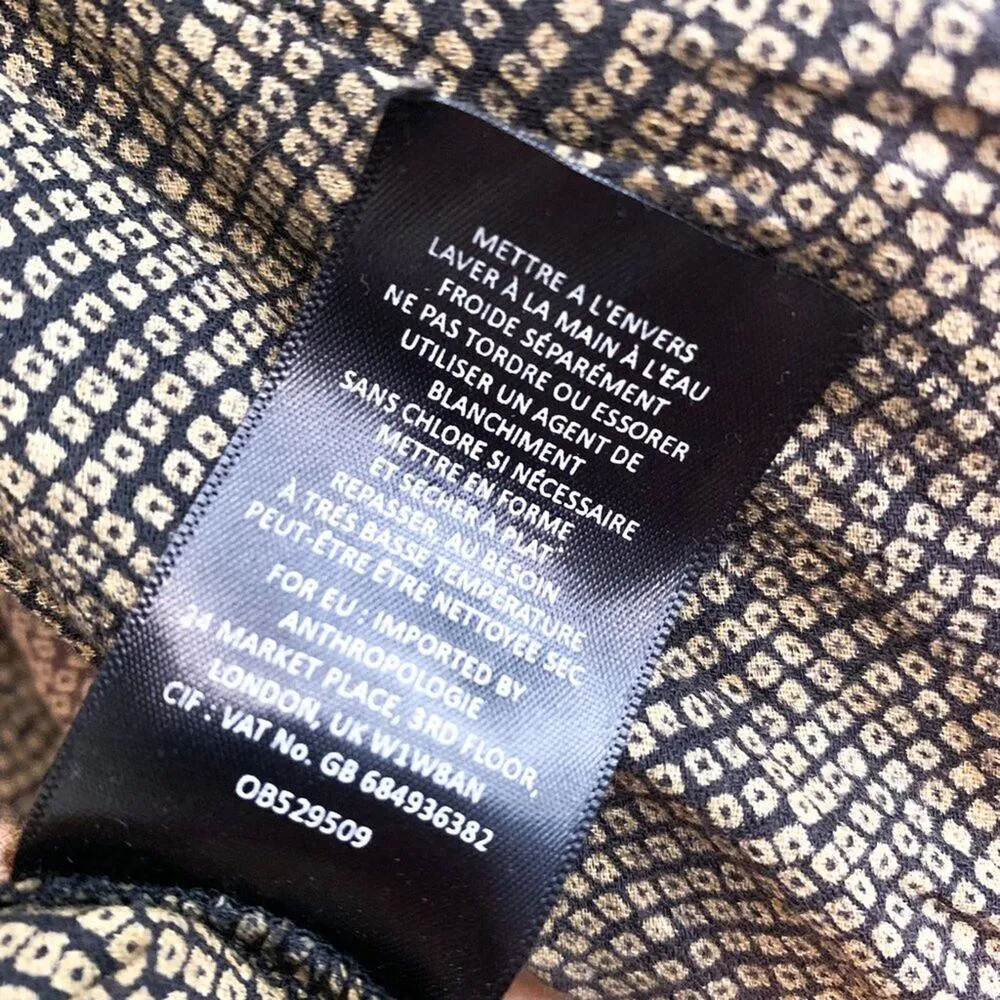 METTRE A L'ENVERS
LAVER À LA MAIN À L'EAU
FROIDE SÉPARÉMENT
NE PAS TORDRE OU ESSORER
UTILISER UN AGENT DE
BLANCHIMENT
SANS CHLORE SI NÉCESSAIRE
METTRE EN FORME
ET SÉCHER À PLAT
REPASSER, AU BESOIN
À TRÉS BASSE TEMPÉRATURE
PEUT-ÊTRE ÊTRE NETTOYÉE SEC
FOR EU : IMPORTED BY
ANTHROPOLOGIE
24 MARKET PLACE, 3RD FLOOR,
LONDON, UK W1W8AN
CIF : VAT No. GB 684936382
OB529509